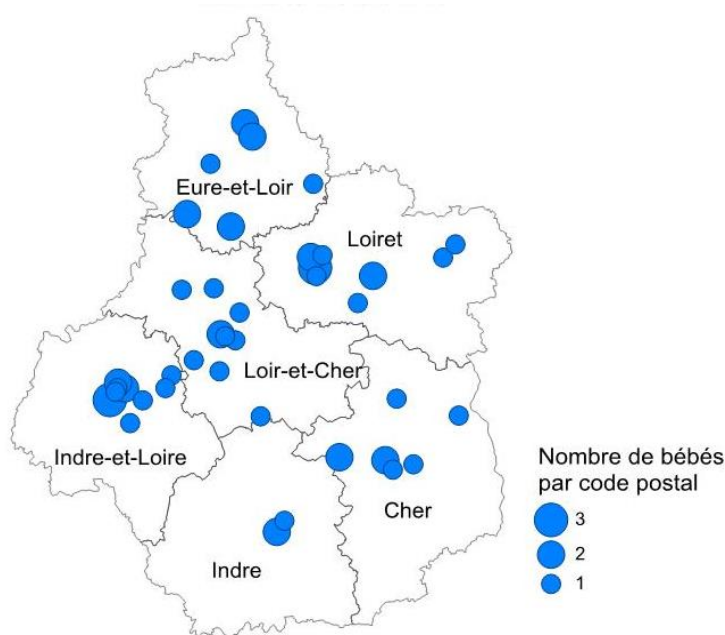 Eure-et-Loir
Loiret
Loir-et-Cher
Indre-et-Loire
Cher
Indre
Nombre de bébés
par code postal
3
2
1